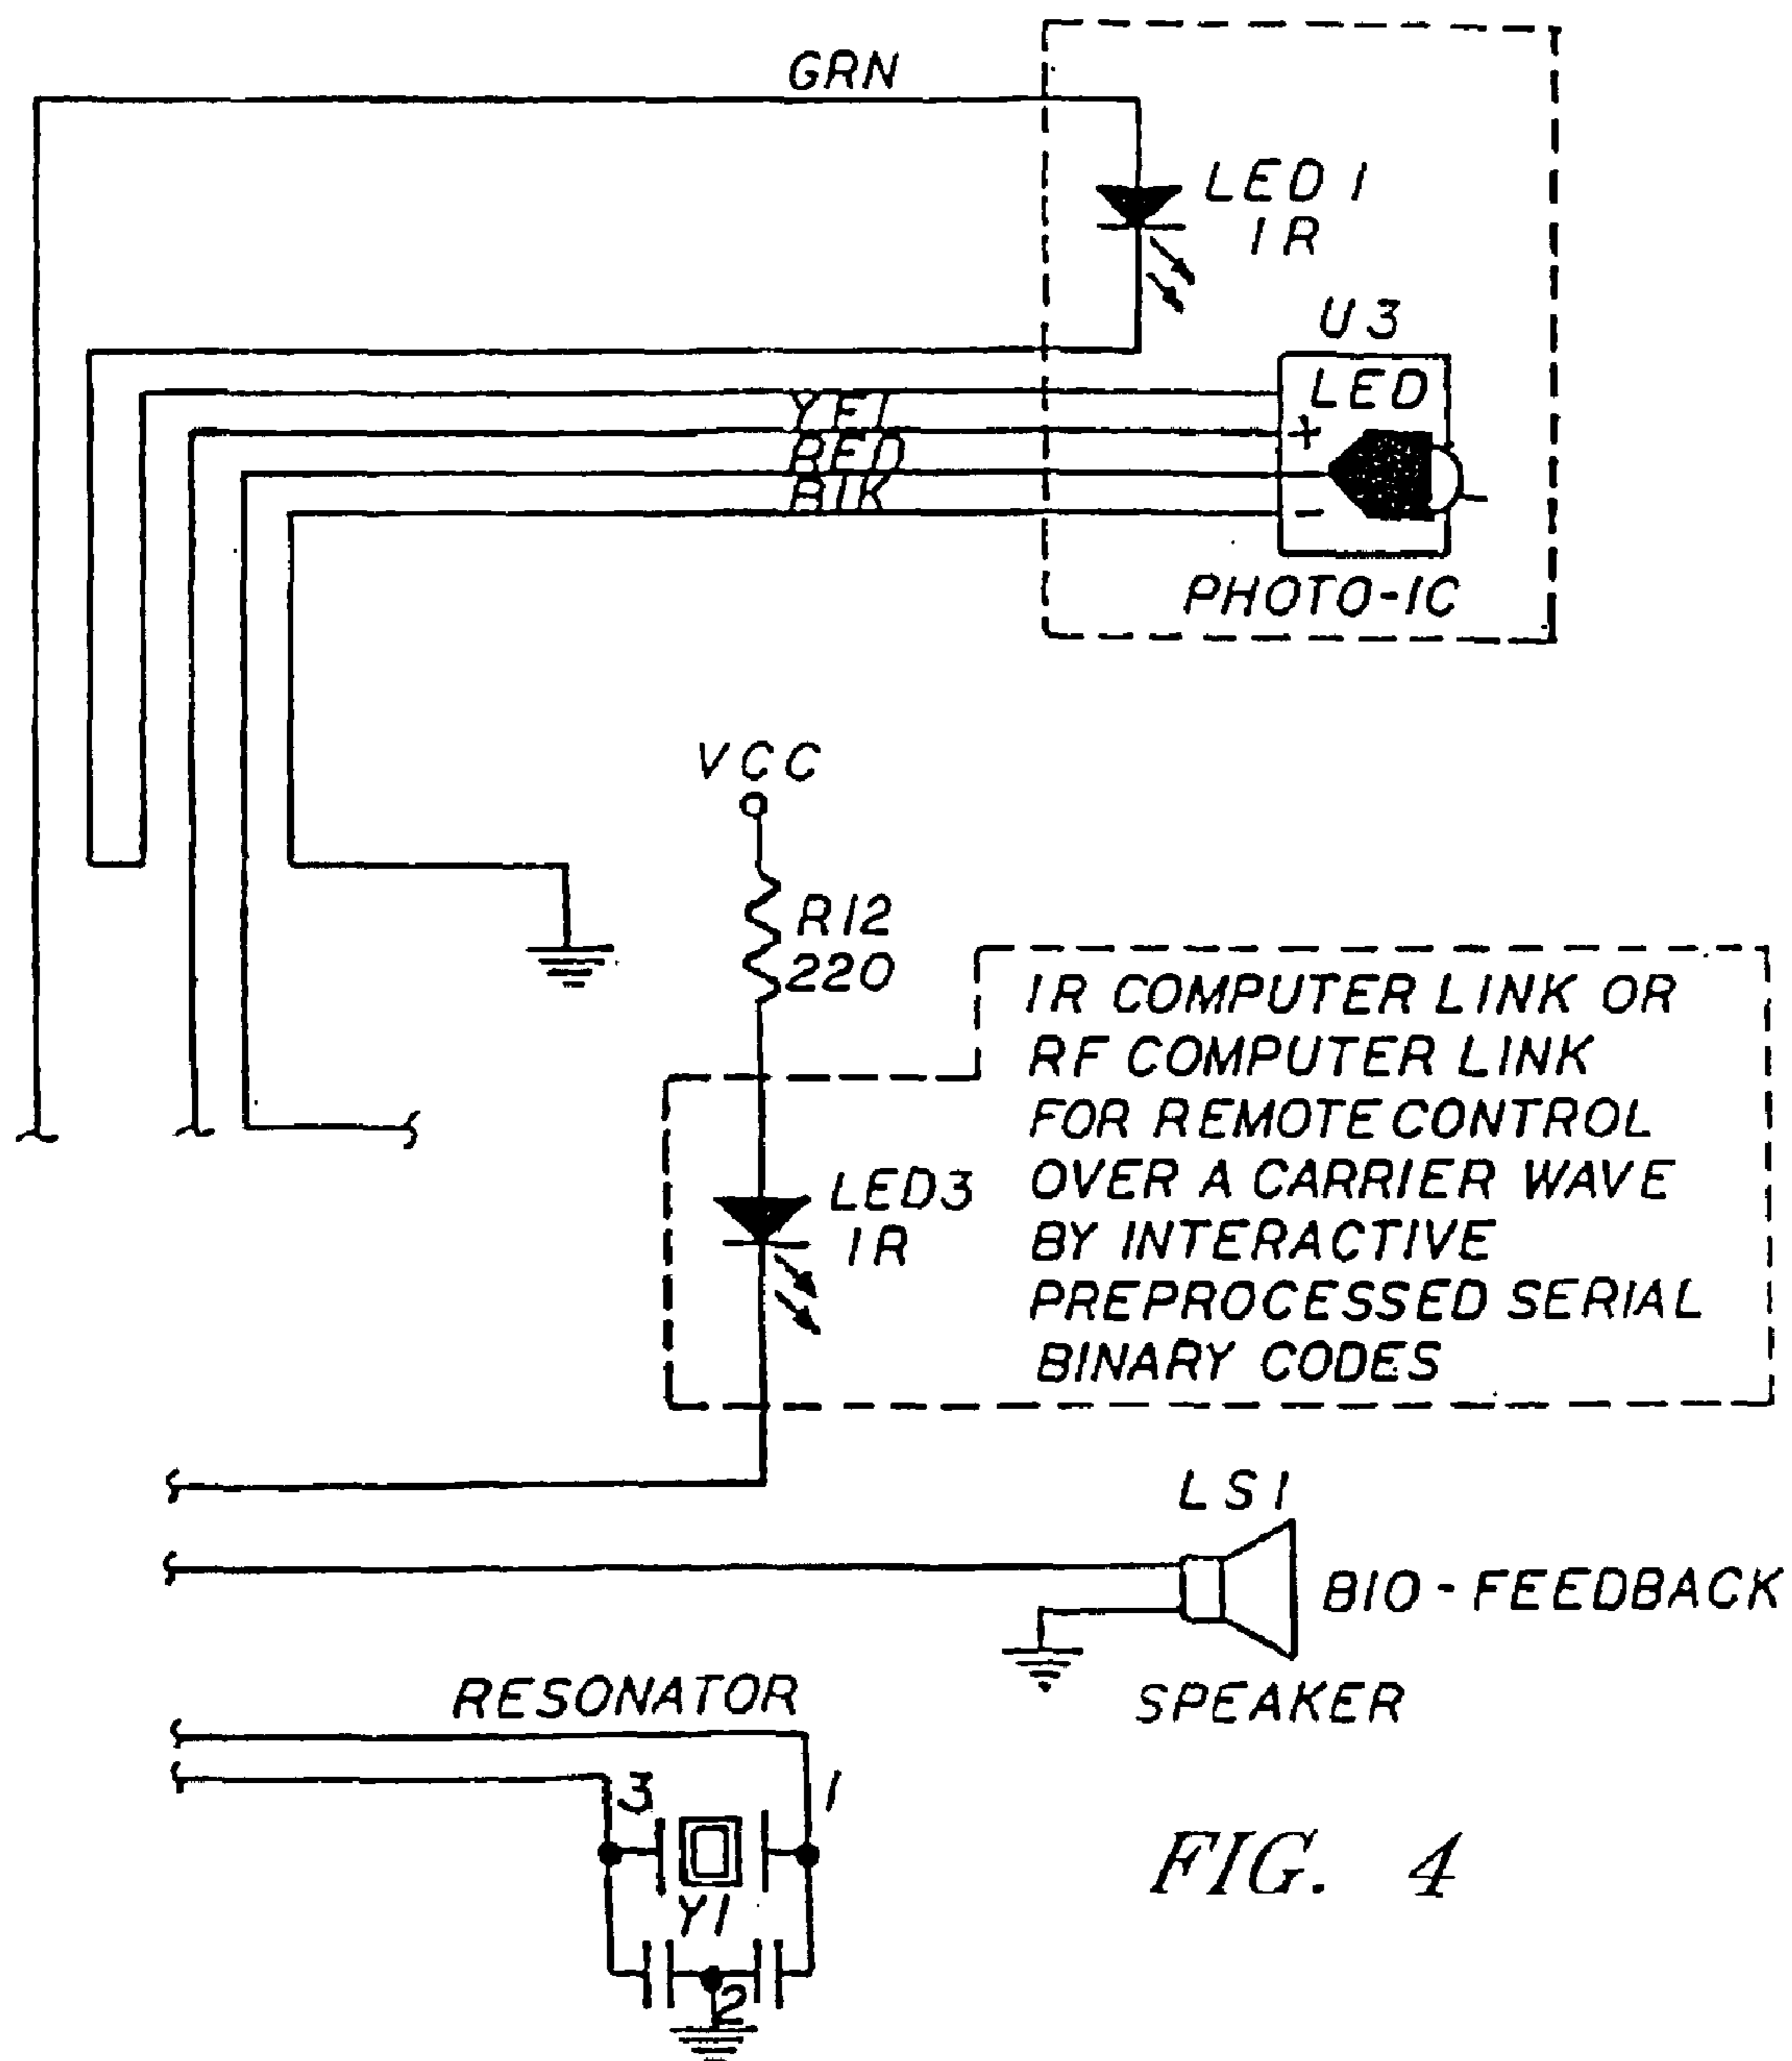 GRN
LED 1
IR
U3
LED
YEL
+
RED
BLK
-
PHOTO-IC
VCC
R12
220
IR COMPUTER LINK OR
RF COMPUTER LINK
FOR REMOTE CONTROL
OVER A CARRIER WAVE
BY INTERACTIVE
PREPROCESSED SERIAL
BINARY CODES
LED3
IR
LS1
BIO-FEEDBACK
SPEAKER
RESONATOR
3
1
Y1
2
FIG. 4